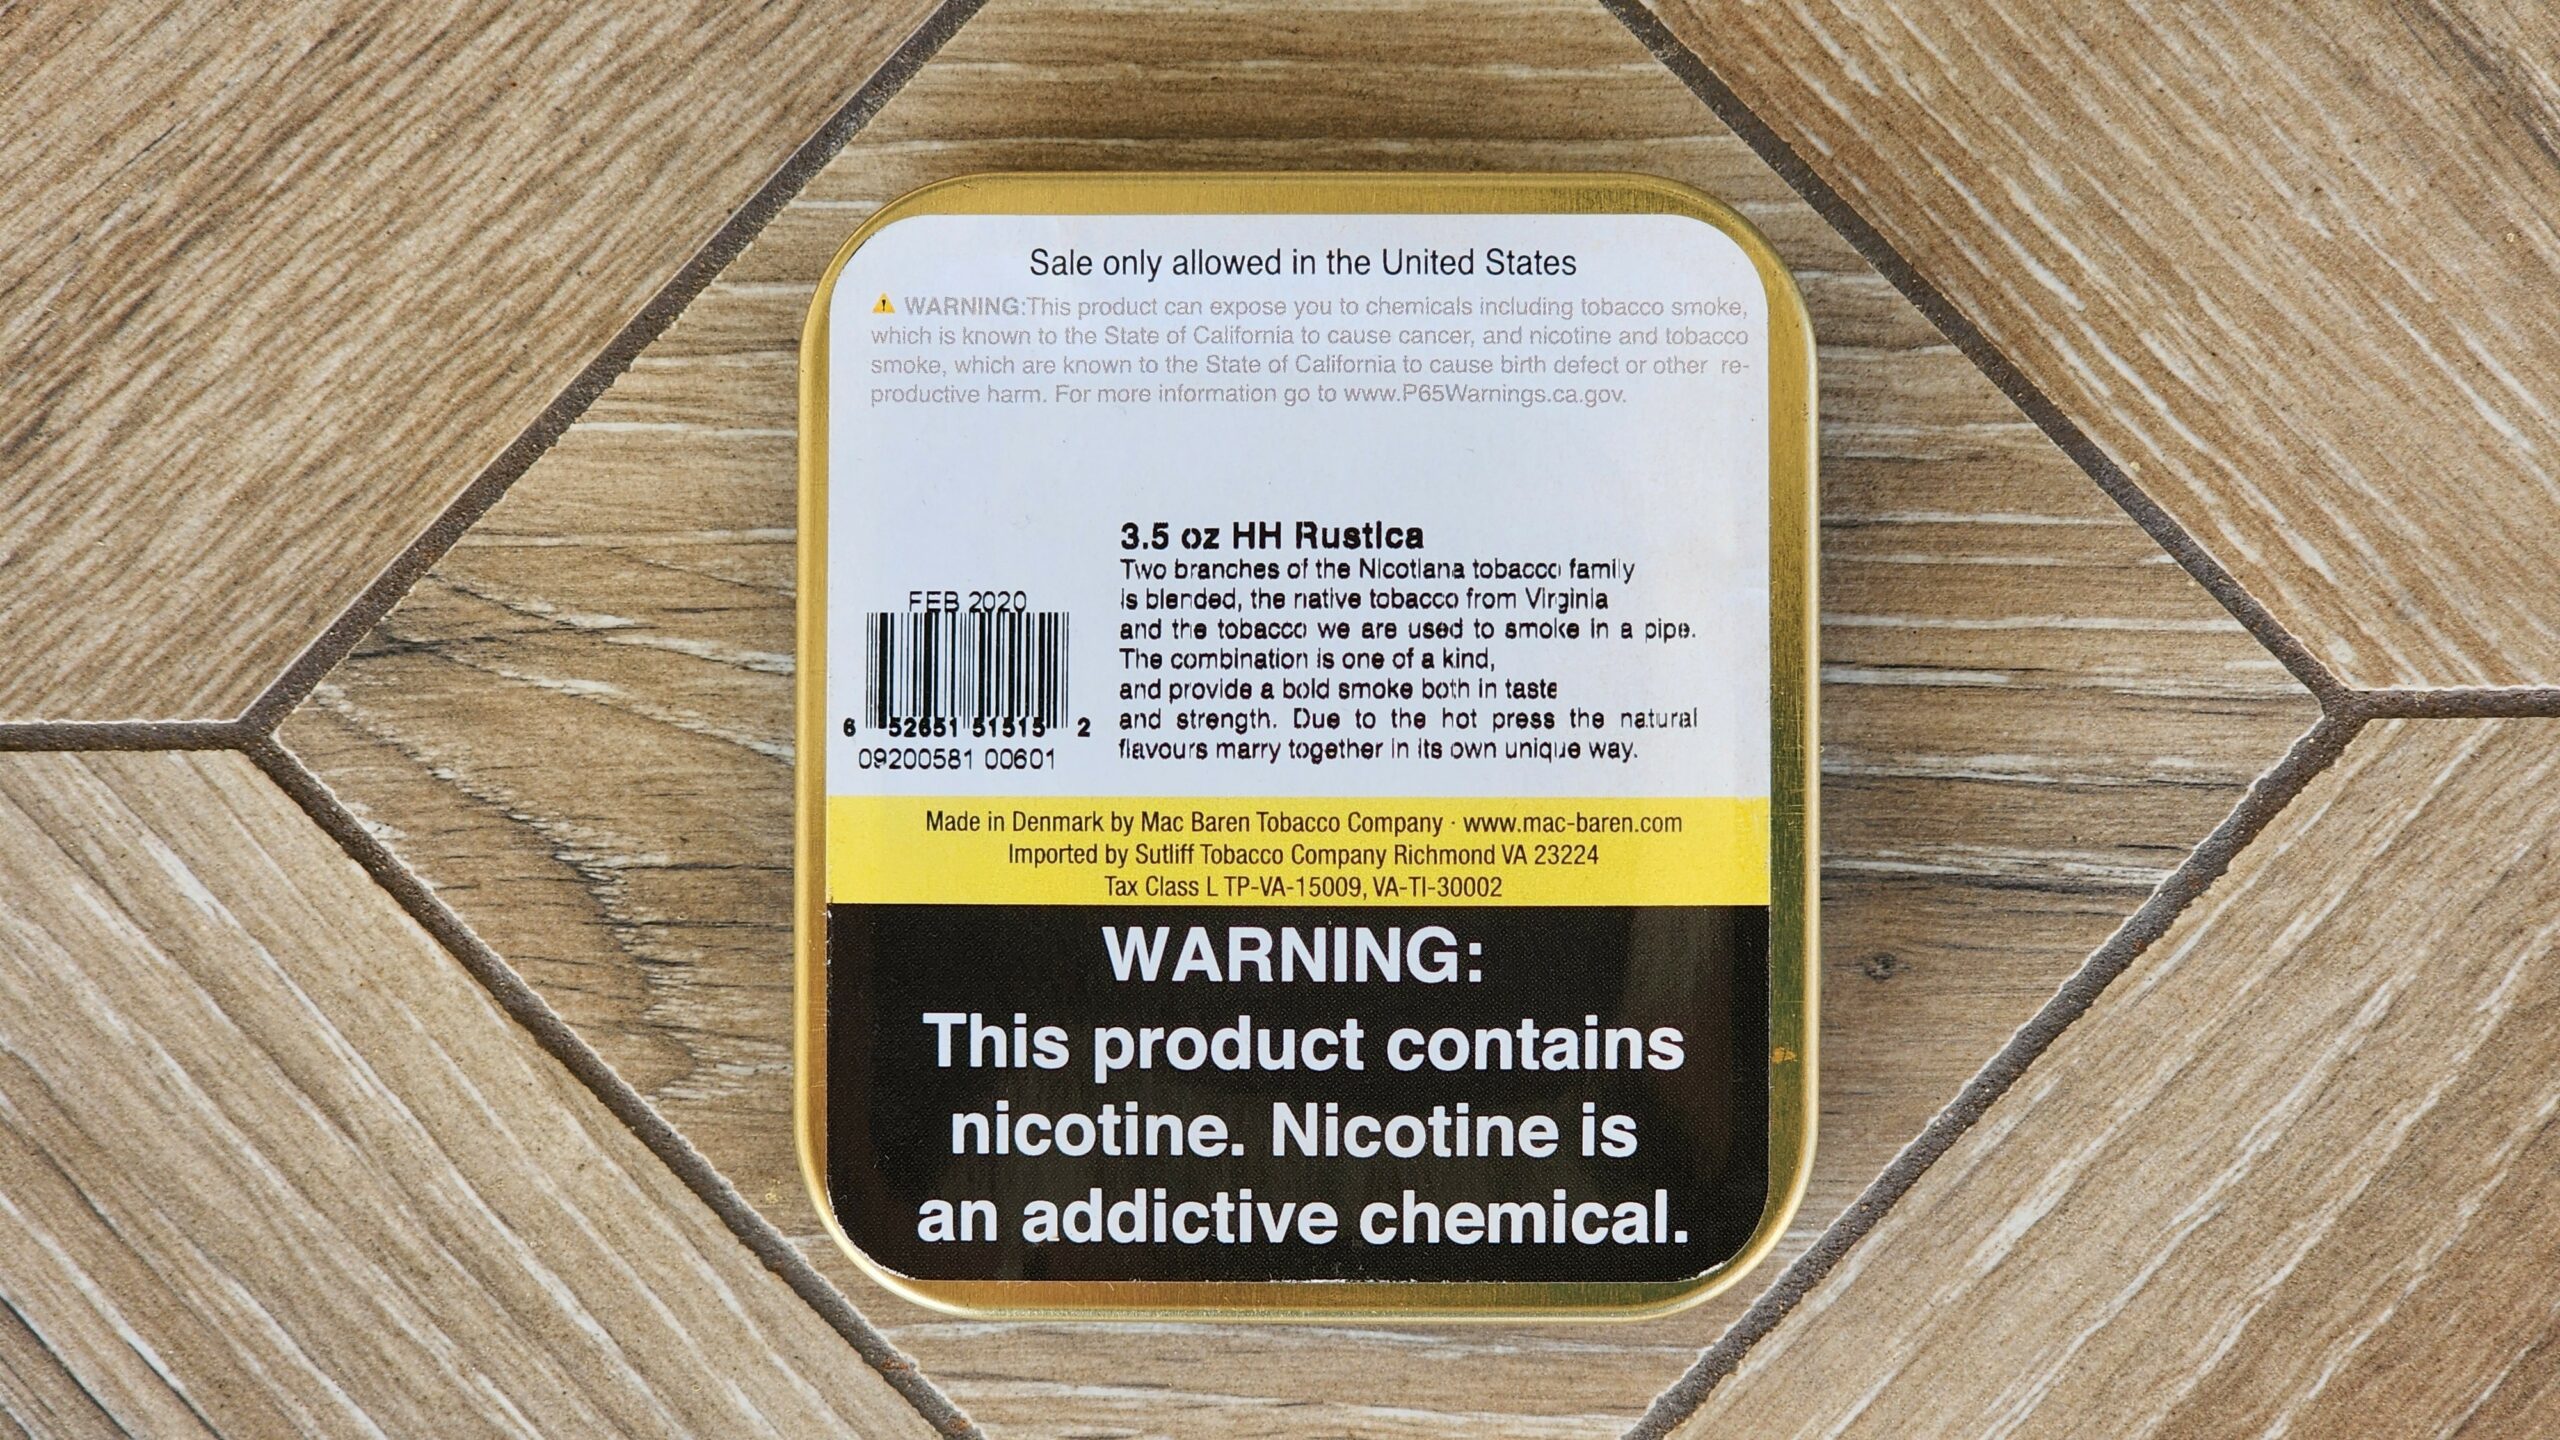 Sale only allowed in the United States
WARNING:This product can expose you to chemicals including tobacco smoke,
which is known to the State of California to cause cancer, and nicotine and tobacco
smoke, which are known to the State of California to cause birth defect or other re-
productive harm. For more information go to www.P65Warnings.ca.gov.
3.5 oz HH Rustica
Two branches of the Nicotiana tobacco family
is blended, the native tobacco from Virginia
and the tobacco we are used to smoke in a pipe.
The combination is one of a kind,
and provide a bold smoke both in taste
and strength. Due to the hot press the natural
flavours marry together in its own unique way.
FEB 2020
6 52651 51515 2
09200581 00601
Made in Denmark by Mac Baren Tobacco Company · www.mac-baren.com
Imported by Sutliff Tobacco Company Richmond VA 23224
Tax Class L TP-VA-15009, VA-TI-30002
WARNING:
This product contains
nicotine. Nicotine is
an addictive chemical.